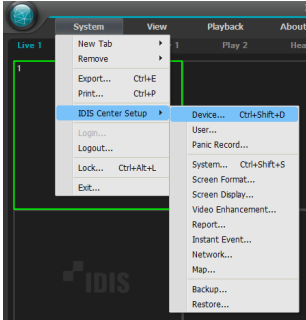 System View Playback About
Live 1 1 Play 2 Hea
1
New Tab
Remove
Export... Ctrl+E
Print... Ctrl+P
IDIS Center Setup
Login...
Logout...
Lock... Ctrl+Alt+L
Exit...
Device... Ctrl+Shift+D
User...
Panic Record...
System... Ctrl+Shift+S
Screen Format...
Screen Display...
Video Enhancement...
Report...
Instant Event...
Network...
Map...
Backup...
Restore...
IDIS